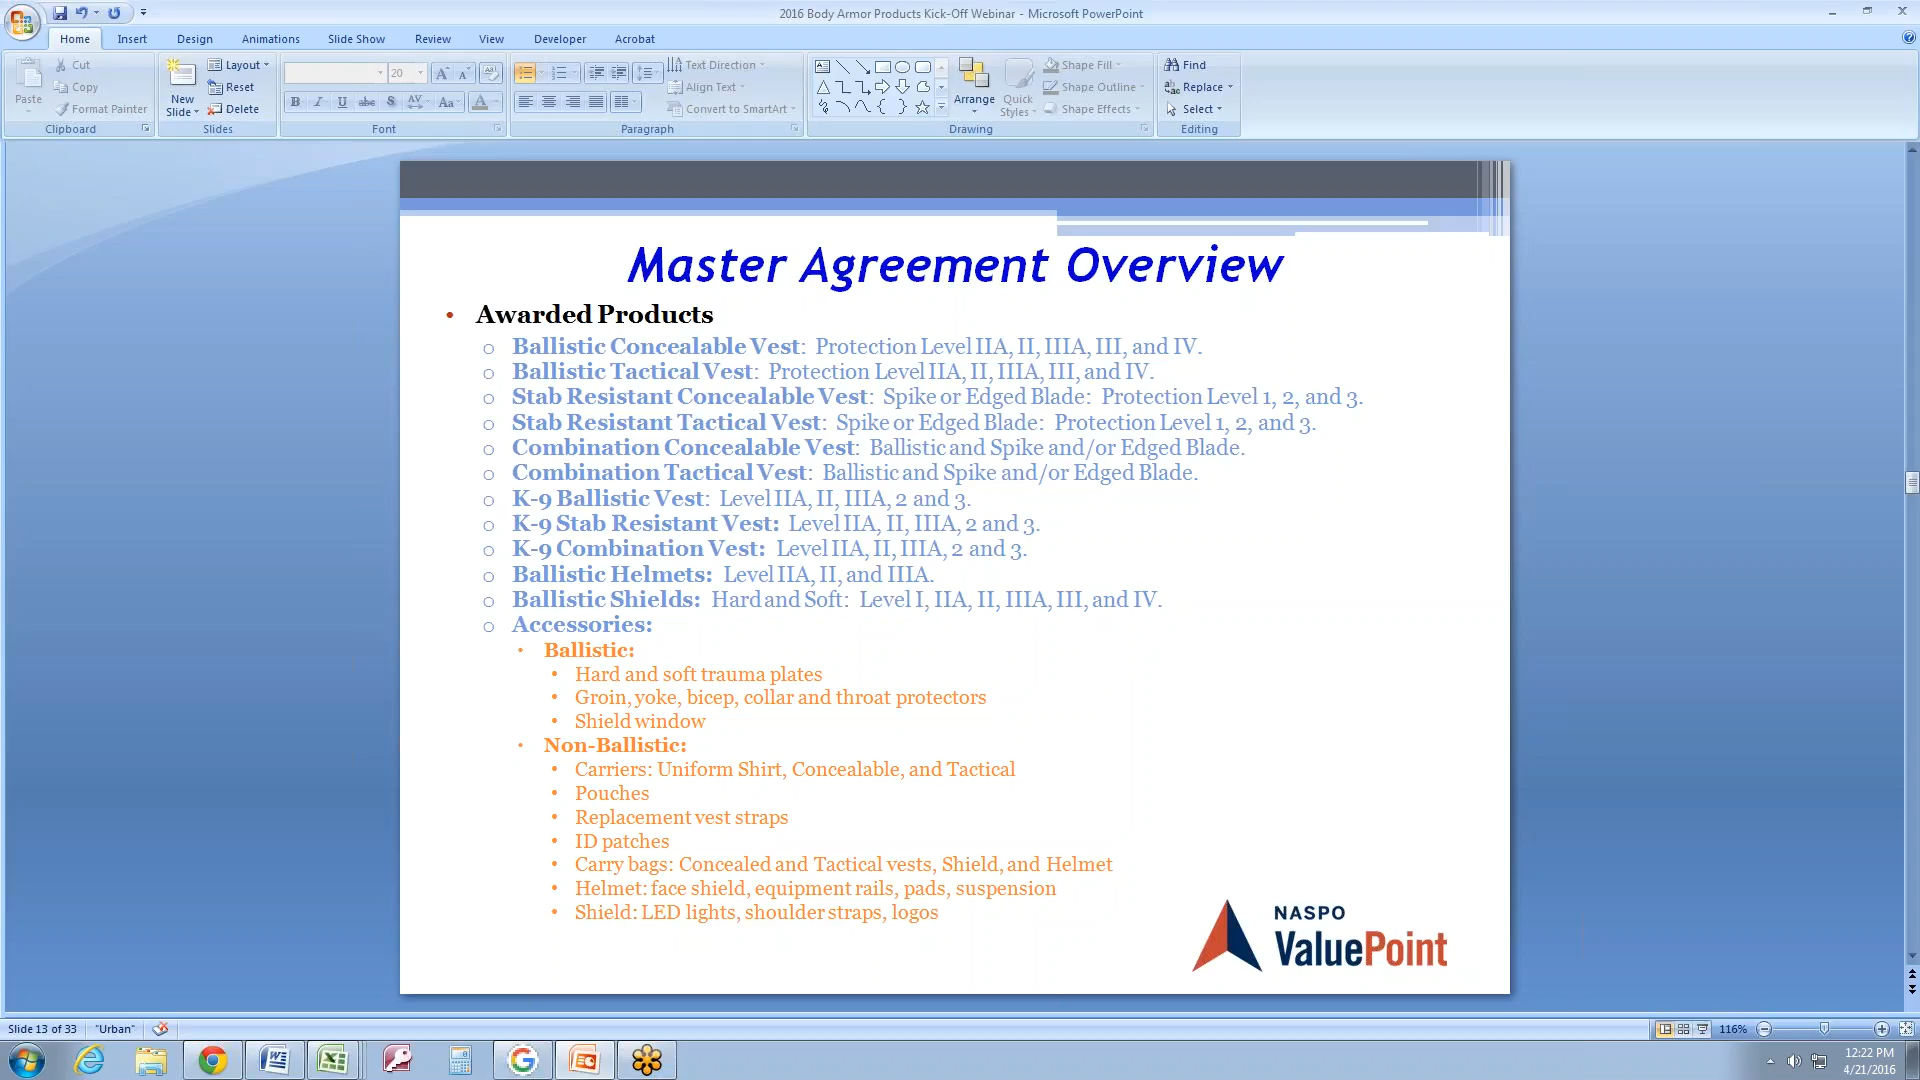 2016 Body Armor Products Kick-Off Webinar - Microsoft PowerPoint
Home Insert Design Animations Slide Show Review View Developer Acrobat
Paste
Cut
Copy
Format Painter
Clipboard
New Slide
Layout
Reset
Delete
Slides
20
Font
Text Direction
Align Text
Convert to SmartArt
Paragraph
Arrange
Quick Styles
Shape Fill
Shape Outline
Shape Effects
Drawing
Find
Replace
Select
Editing
Master Agreement Overview
• Awarded Products
o Ballistic Concealable Vest: Protection Level IIA, II, IIIA, III, and IV.
o Ballistic Tactical Vest: Protection Level IIA, II, IIIA, III, and IV.
o Stab Resistant Concealable Vest: Spike or Edged Blade: Protection Level 1, 2, and 3.
o Stab Resistant Tactical Vest: Spike or Edged Blade: Protection Level 1, 2, and 3.
o Combination Concealable Vest: Ballistic and Spike and/or Edged Blade.
o Combination Tactical Vest: Ballistic and Spike and/or Edged Blade.
o K-9 Ballistic Vest: Level IIA, II, IIIA, 2 and 3.
o K-9 Stab Resistant Vest: Level IIA, II, IIIA, 2 and 3.
o K-9 Combination Vest: Level IIA, II, IIIA, 2 and 3.
o Ballistic Helmets: Level IIA, II, and IIIA.
o Ballistic Shields: Hard and Soft: Level I, IIA, II, IIIA, III, and IV.
o Accessories:
• Ballistic:
• Hard and soft trauma plates
• Groin, yoke, bicep, collar and throat protectors
• Shield window
• Non-Ballistic:
• Carriers: Uniform Shirt, Concealable, and Tactical
• Pouches
• Replacement vest straps
• ID patches
• Carry bags: Concealed and Tactical vests, Shield, and Helmet
• Helmet: face shield, equipment rails, pads, suspension
• Shield: LED lights, shoulder straps, logos
NASPO
ValuePoint
Slide 13 of 33 "Urban" 116%
12:22 PM
4/21/2016